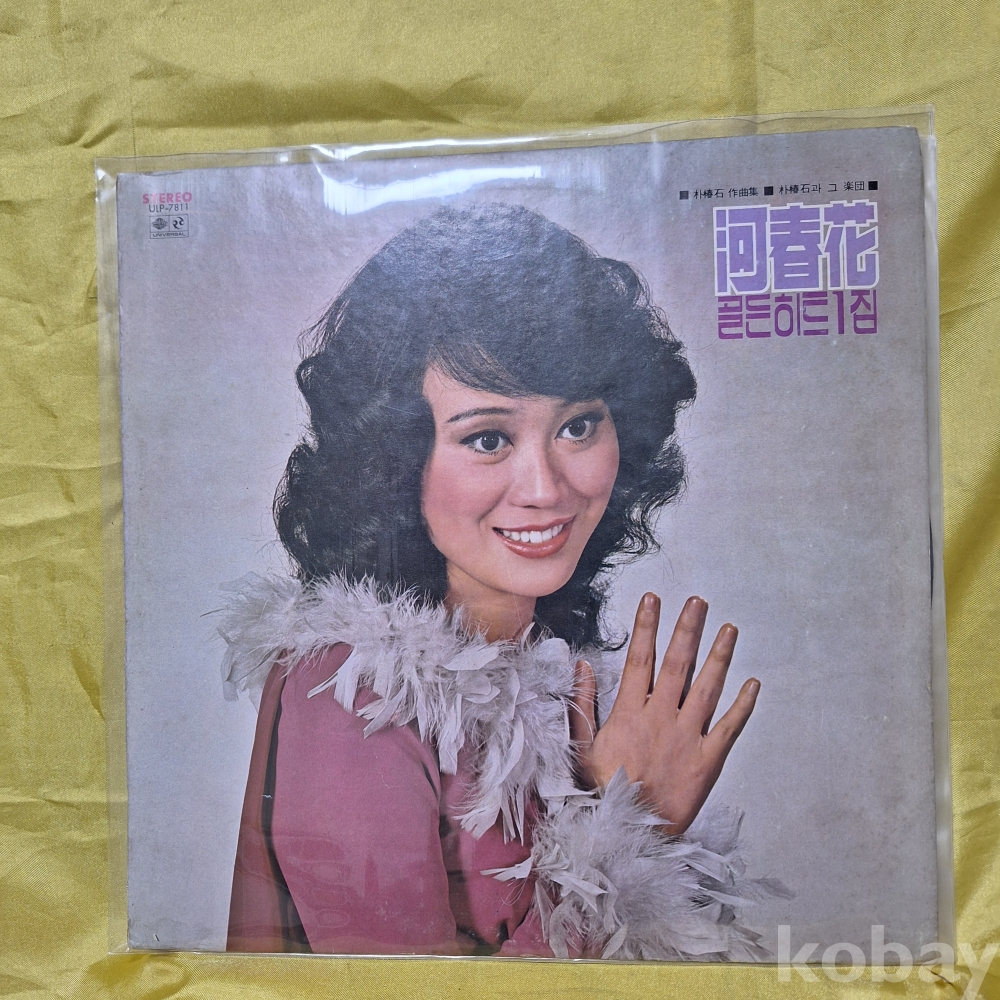 STEREO
ULP-7811
UNIVERSAL
■ 朴椿石 作曲集 ■ 朴椿石과 그 楽団 ■
河春花
골든히트1집
kobay